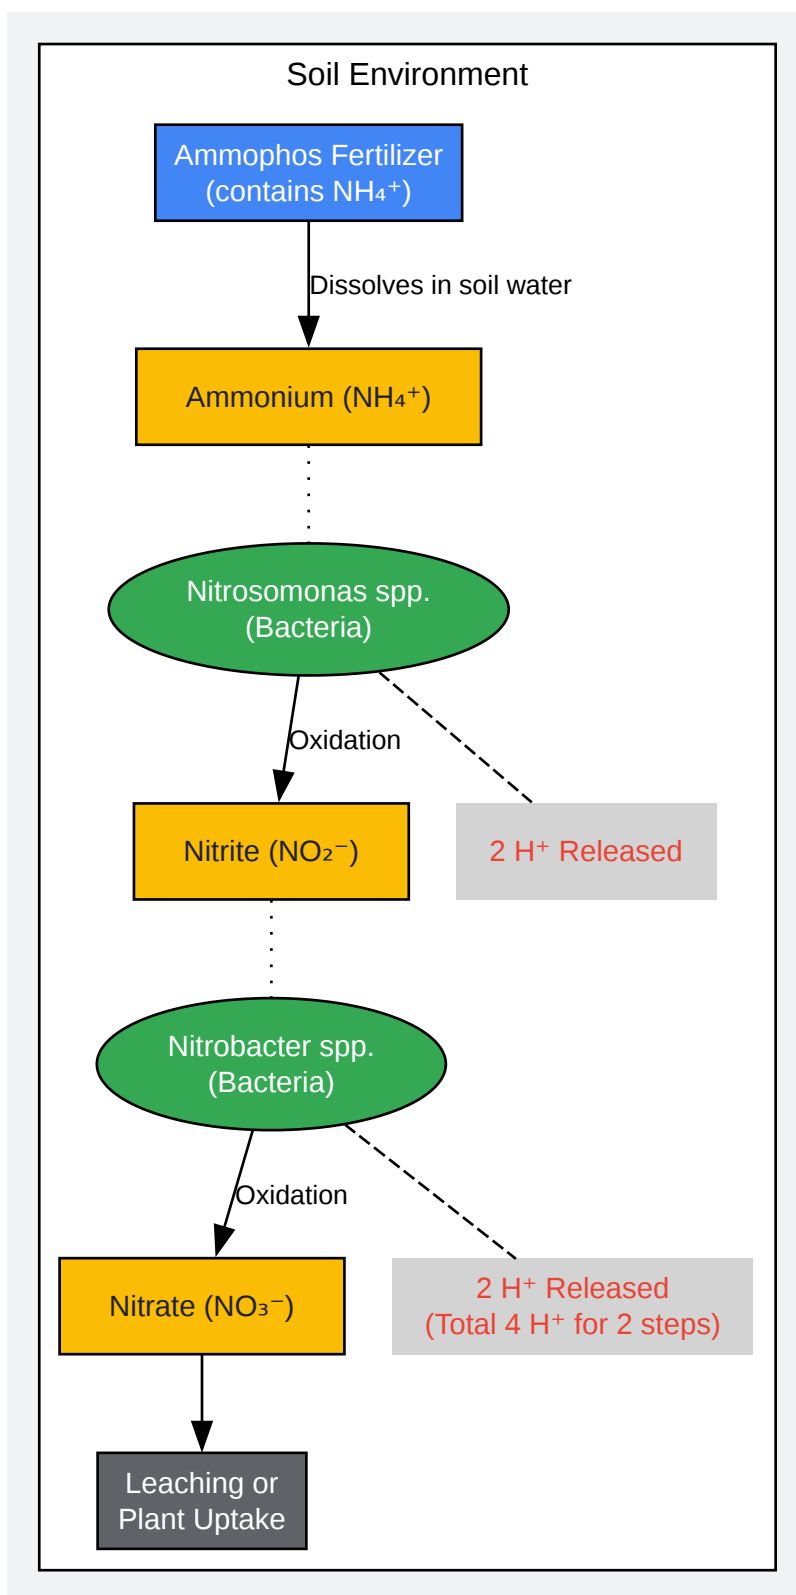 Soil Environment
Ammophos Fertilizer
(contains NH₄⁺)
Dissolves in soil water
Ammonium (NH₄⁺)
Nitrosomonas spp.
(Bacteria)
Oxidation
Nitrite (NO₂⁻)
2 H⁺ Released
Nitrobacter spp.
(Bacteria)
Oxidation
Nitrate (NO₃⁻)
2 H⁺ Released
(Total 4 H⁺ for 2 steps)
Leaching or
Plant Uptake